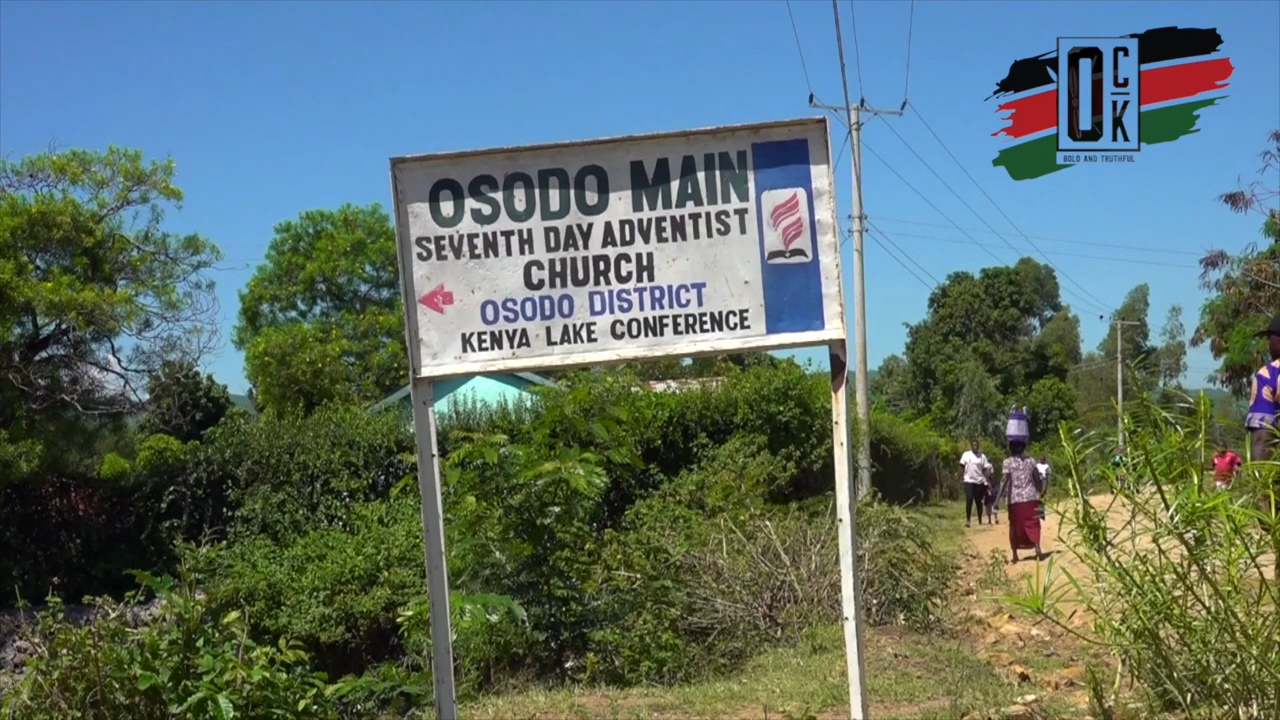 OSODO MAIN
SEVENTH DAY ADVENTIST
CHURCH
OSODO DISTRICT
KENYA LAKE CONFERENCE
OCK
BOLD AND TRUTHFUL